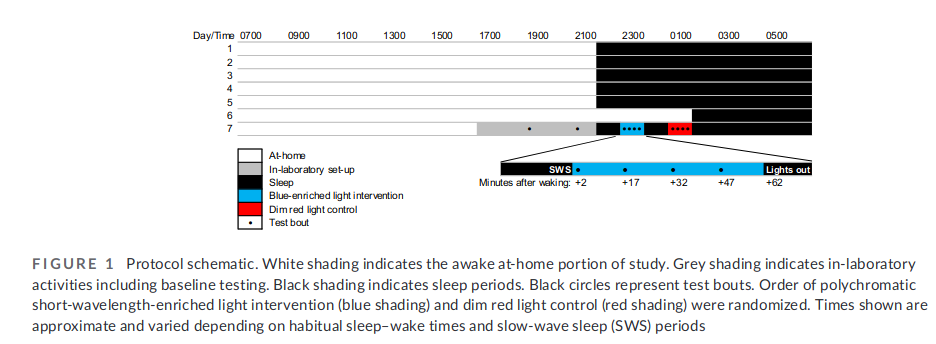 Day/Time 0700 0900 1100 1300 1500 1700 1900 2100 2300 0100 0300 0500
1
2
3
4
5
6
7
At-home
In-laboratory set-up
Sleep
Blue-enriched light intervention
Dim red light control
Test bout
SWS Lights out
Minutes after waking: +2 +17 +32 +47 +62
FIGURE 1 Protocol schematic. White shading indicates the awake at-home portion of study. Grey shading indicates in-laboratory
activities including baseline testing. Black shading indicates sleep periods. Black circles represent test bouts. Order of polychromatic
short-wavelength-enriched light intervention (blue shading) and dim red light control (red shading) were randomized. Times shown are
approximate and varied depending on habitual sleep–wake times and slow-wave sleep (SWS) periods